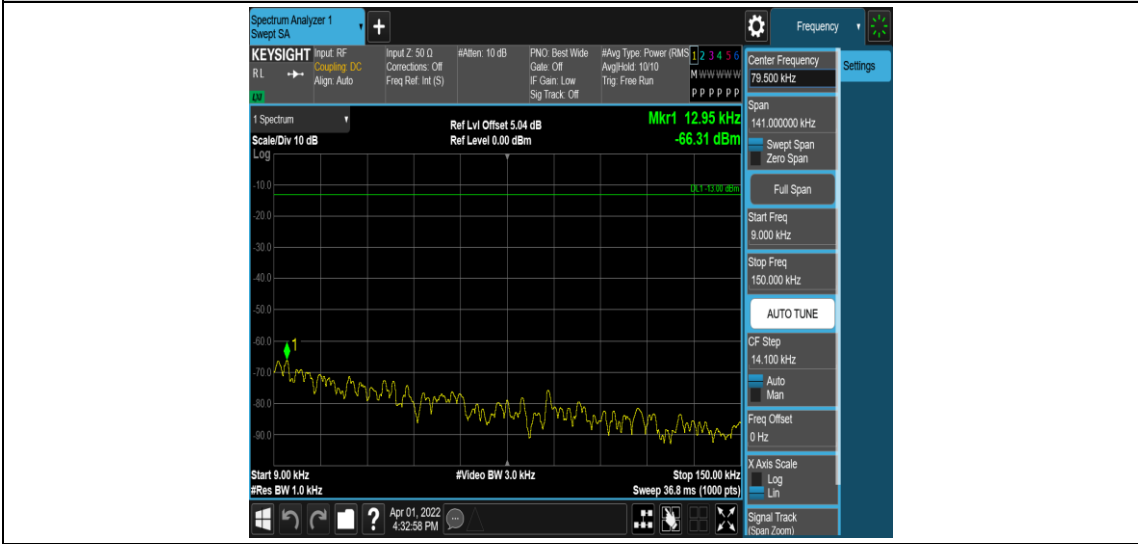 Spectrum Analyzer 1
Swept SA
+
Frequency
KEYSIGHT
RL
Input: RF
Coupling: DC
Align: Auto
Input Z: 50 Ω
Corrections: Off
Freq Ref: Int (S)
#Atten: 10 dB
PNO: Best Wide
Gate: Off
IF Gain: Low
Sig Track: Off
#Avg Type: Power (RMS
Avg|Hold: 10/10
Trig: Free Run
1 2 3 4 5 6
M W W W W W
P P P P P P
1 Spectrum
Scale/Div 10 dB
Log
Ref Lvl Offset 5.04 dB
Ref Level 0.00 dBm
Mkr1 12.95 kHz
-66.31 dBm
DL1 -13.00 dBm
-10.0
-20.0
-30.0
-40.0
-50.0
-60.0
-70.0
-80.0
-90.0
1
Start 9.00 kHz
#Res BW 1.0 kHz
#Video BW 3.0 kHz
Stop 150.00 kHz
Sweep 36.8 ms (1000 pts)
?
Apr 01, 2022
4:32:58 PM
Center Frequency
79.500 kHz
Settings
Span
141.000000 kHz
Swept Span
Zero Span
Full Span
Start Freq
9.000 kHz
Stop Freq
150.000 kHz
AUTO TUNE
CF Step
14.100 kHz
Auto
Man
Freq Offset
0 Hz
X Axis Scale
Log
Lin
Signal Track
(Span Zoom)